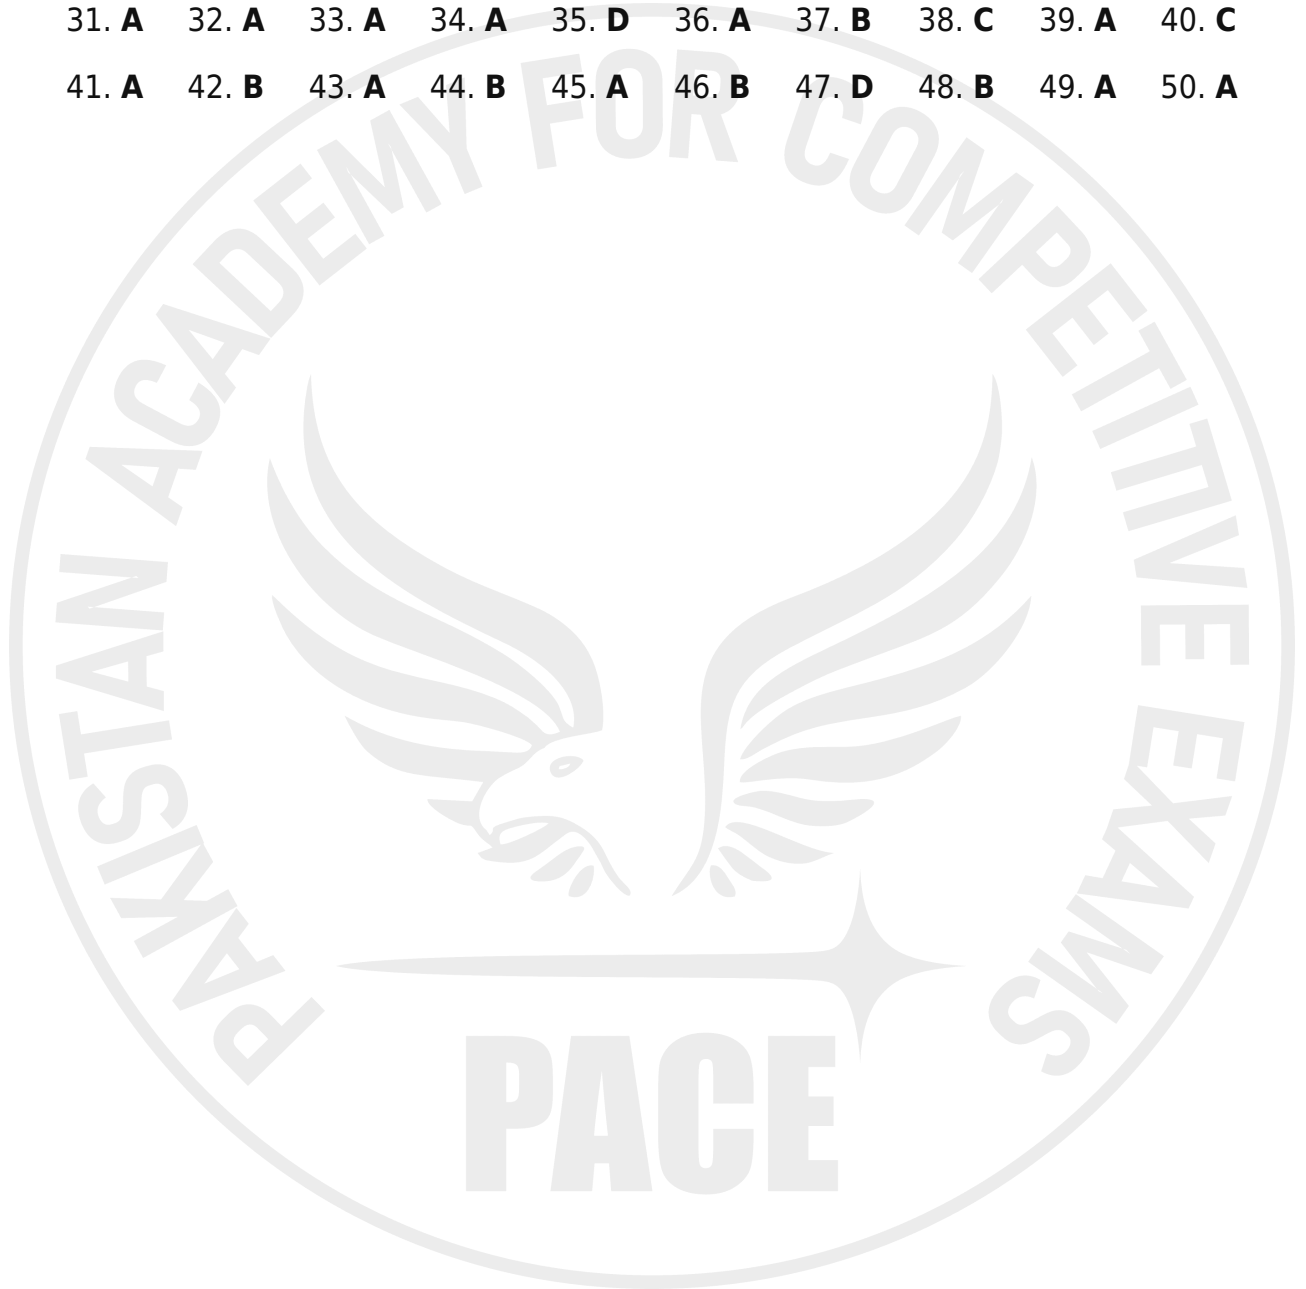 31. A 32. A 33. A 34. A 35. D 36. A 37. B 38. C 39. A 40. C
41. A 42. B 43. A 44. B 45. A 46. B 47. D 48. B 49. A 50. A
PAKISTAN ACADEMY FOR COMPETITIVE EXAMS
PACE